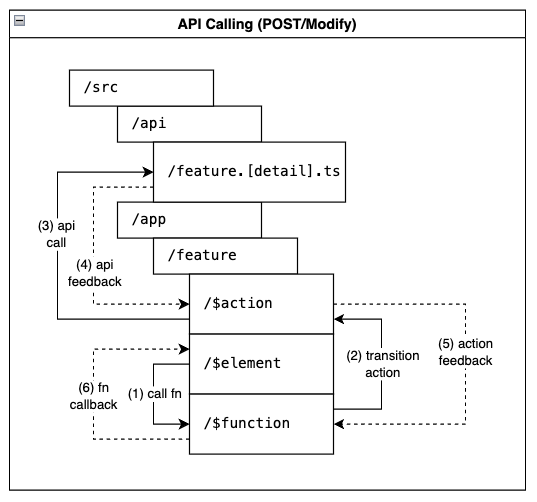 API Calling (POST/Modify)
/src
/api
/feature.[detail].ts
/app
(3) api
call
/feature
(4) api
feedback
/$action
(5) action
feedback
(2) transition
action
/$element
(6) fn
callback
(1) call fn
/$function